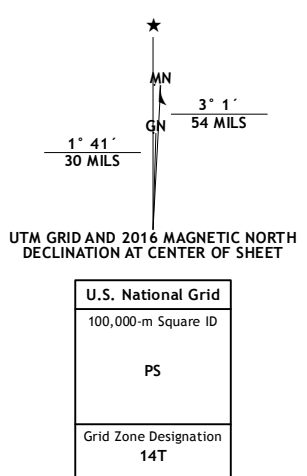 ★
MN
3° 1´
54 MILS
GN
1° 41´
30 MILS
UTM GRID AND 2016 MAGNETIC NORTH
DECLINATION AT CENTER OF SHEET
U.S. National Grid
100,000-m Square ID
PS
Grid Zone Designation
14T